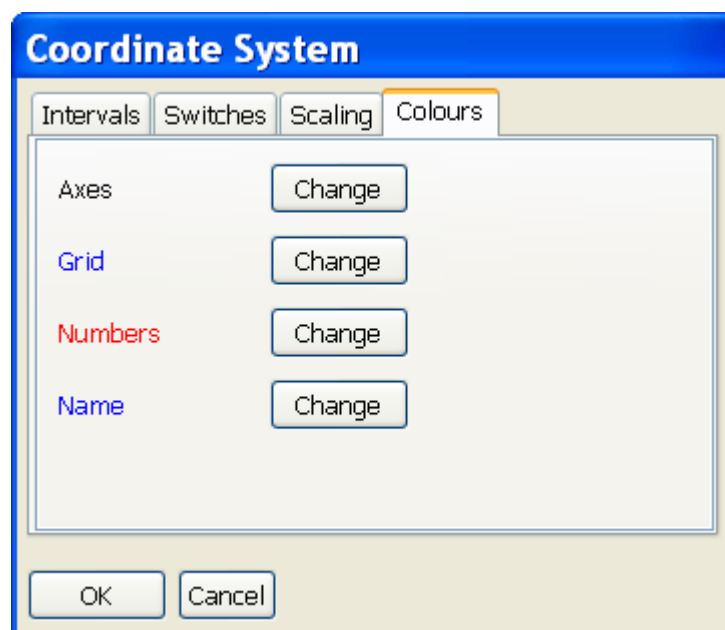 Coordinate System
Intervals Switches Scaling Colours
Axes Change
Grid Change
Numbers Change
Name Change
OK Cancel